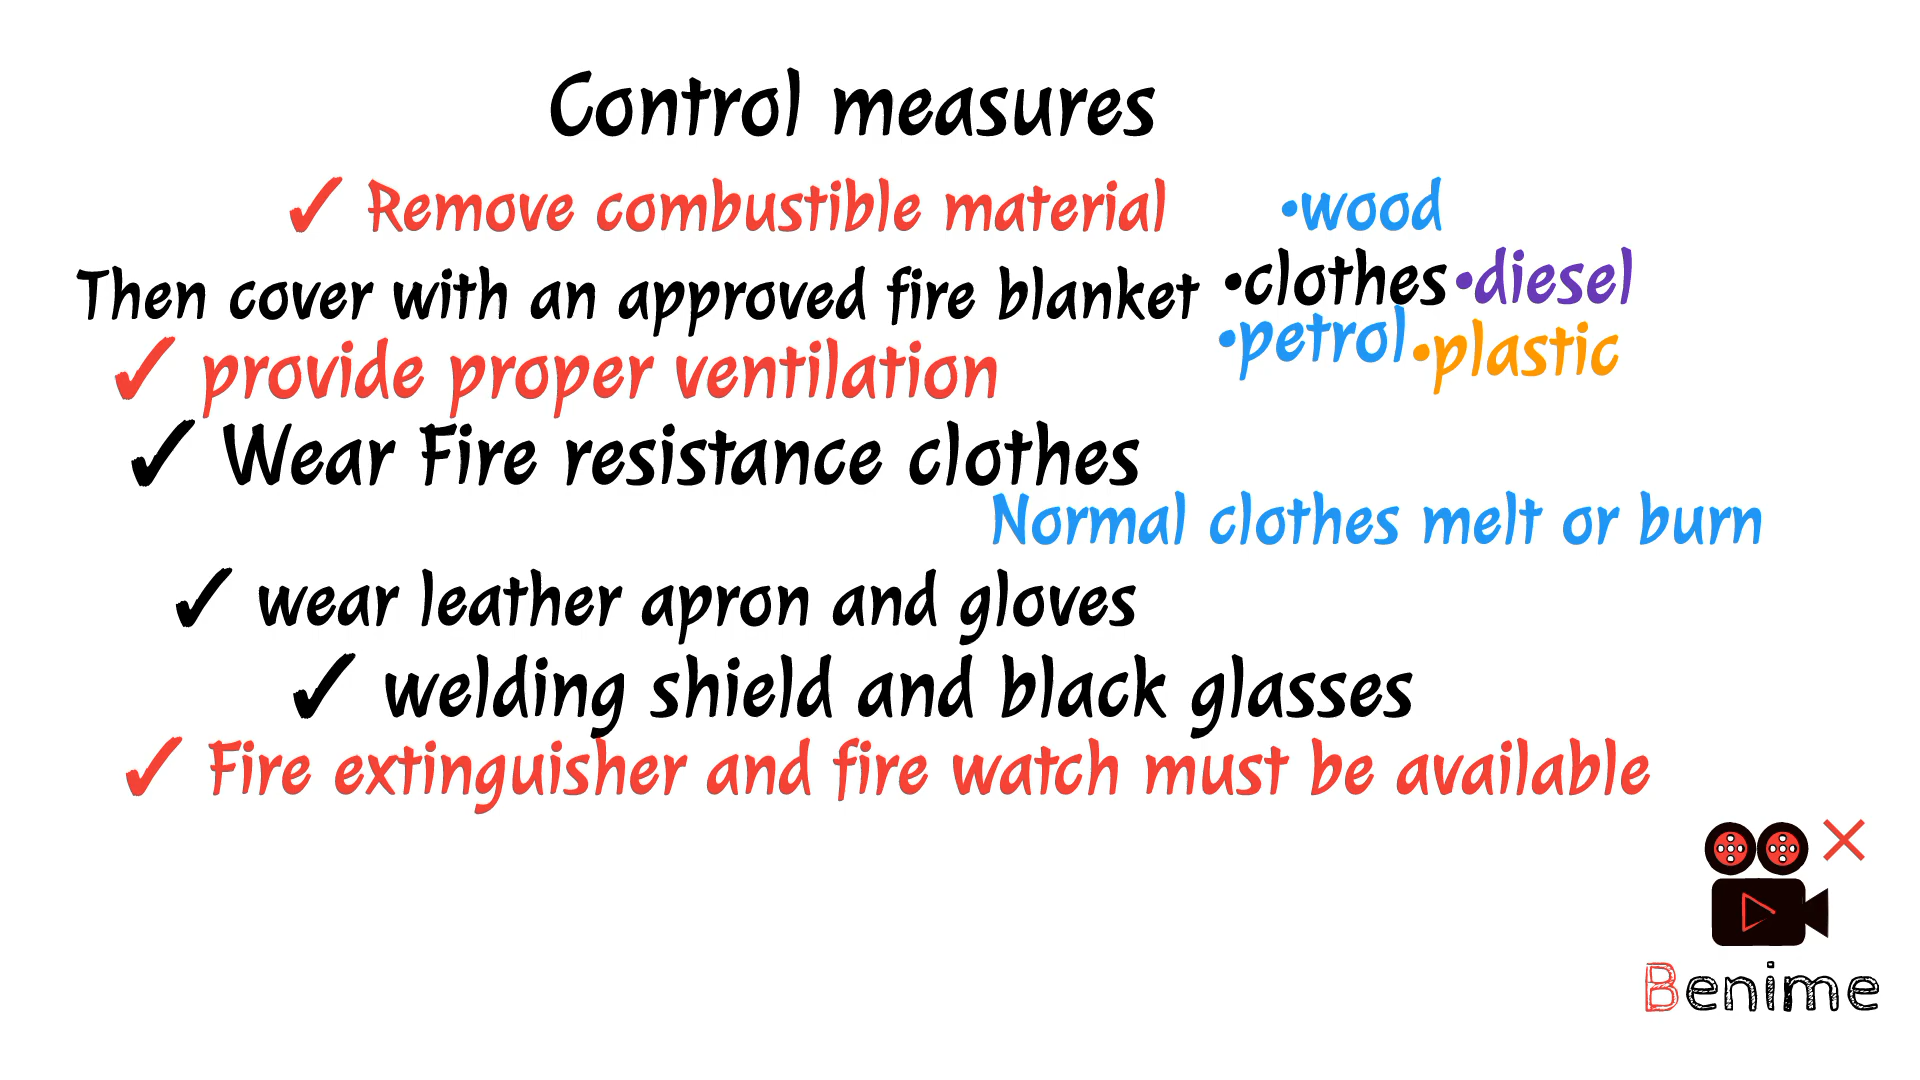 Control measures
✓ Remove combustible material
•wood
Then cover with an approved fire blanket
•clothes •diesel
•petrol •plastic
✓ provide proper ventilation
✓ Wear Fire resistance clothes
Normal clothes melt or burn
✓ wear leather apron and gloves
✓ welding shield and black glasses
✓ Fire extinguisher and fire watch must be available
Benime